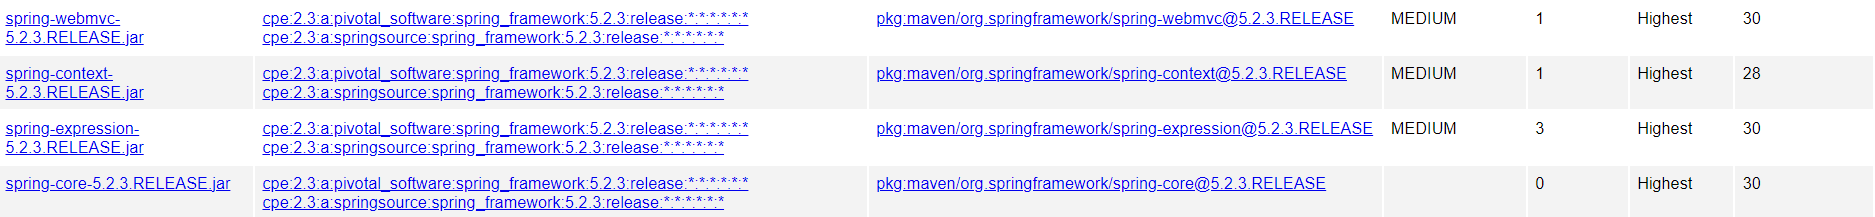 spring-webmvc-
5.2.3.RELEASE.jar
cpe:2.3:a:pivotal_software:spring_framework:5.2.3:release:*:*:*:*:*:*
cpe:2.3:a:springsource:spring_framework:5.2.3:release:*:*:*:*:*:*
pkg:maven/org.springframework/spring-webmvc@5.2.3.RELEASE
MEDIUM
1
Highest
30
spring-context-
5.2.3.RELEASE.jar
cpe:2.3:a:pivotal_software:spring_framework:5.2.3:release:*:*:*:*:*:*
cpe:2.3:a:springsource:spring_framework:5.2.3:release:*:*:*:*:*:*
pkg:maven/org.springframework/spring-context@5.2.3.RELEASE
MEDIUM
1
Highest
28
spring-expression-
5.2.3.RELEASE.jar
cpe:2.3:a:pivotal_software:spring_framework:5.2.3:release:*:*:*:*:*:*
cpe:2.3:a:springsource:spring_framework:5.2.3:release:*:*:*:*:*:*
pkg:maven/org.springframework/spring-expression@5.2.3.RELEASE
MEDIUM
3
Highest
30
spring-core-5.2.3.RELEASE.jar
cpe:2.3:a:pivotal_software:spring_framework:5.2.3:release:*:*:*:*:*:*
cpe:2.3:a:springsource:spring_framework:5.2.3:release:*:*:*:*:*:*
pkg:maven/org.springframework/spring-core@5.2.3.RELEASE
0
Highest
30